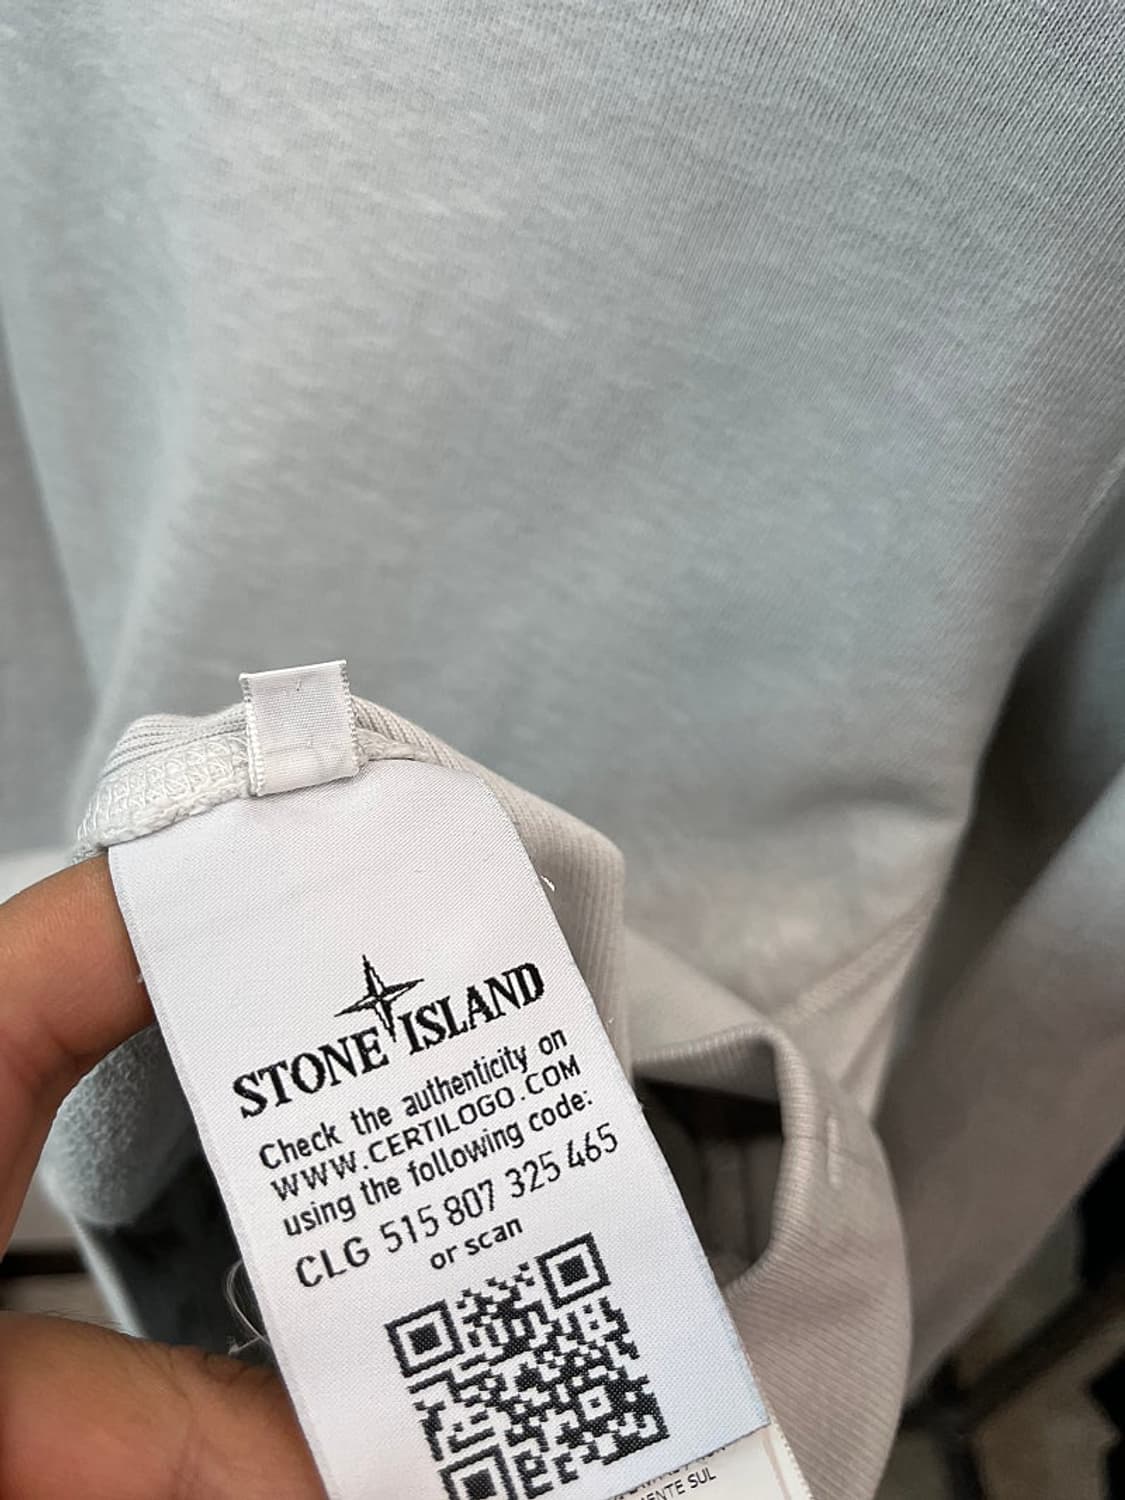 STONE ISLAND
Check the authenticity on
WWW.CERTILOGO.COM
using the following code:
CLG 515 807 325 465
or scan
SUL